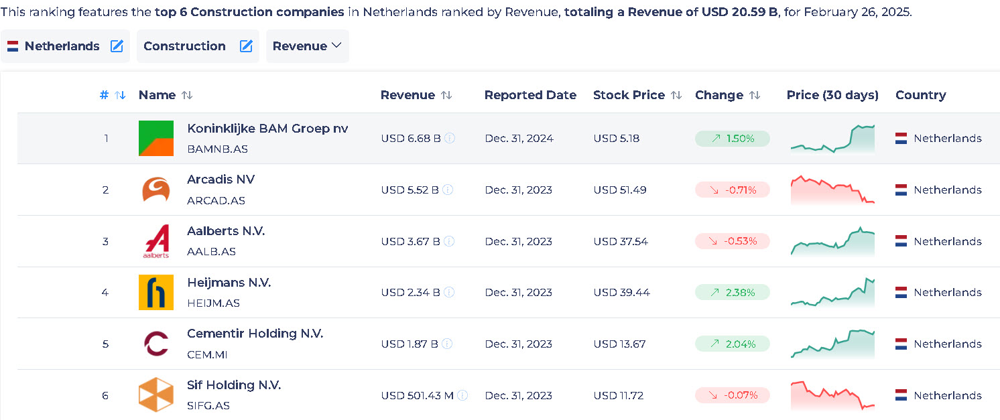 This ranking features the top 6 Construction companies in Netherlands ranked by Revenue, totaling a Revenue of USD 20.59 B, for February 26, 2025.
Netherlands Construction Revenue
# Name Revenue Reported Date Stock Price Change Price (30 days) Country
1 Koninklijke BAM Groep nv USD 6.68 B Dec. 31, 2024 USD 5.18 1.50% Netherlands
BAMNB.AS
2 Arcadis NV USD 5.52 B Dec. 31, 2023 USD 51.49 -0.71% Netherlands
ARCAD.AS
3 Aalberts N.V. USD 3.67 B Dec. 31, 2023 USD 37.54 -0.53% Netherlands
aalberts AALB.AS
4 Heijmans N.V. USD 2.34 B Dec. 31, 2023 USD 39.44 2.38% Netherlands
HEIJM.AS
5 Cementir Holding N.V. USD 1.87 B Dec. 31, 2023 USD 13.67 2.04% Netherlands
CEM.MI
6 Sif Holding N.V. USD 501.43 M Dec. 31, 2023 USD 11.72 -0.07% Netherlands
SIFG.AS